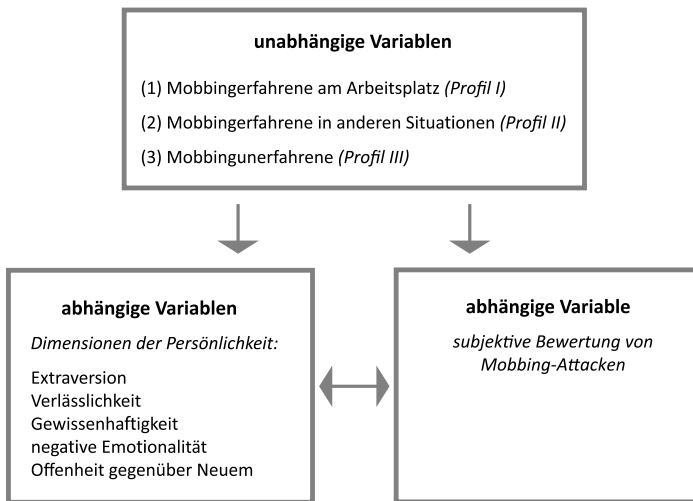 unabhängige Variablen
(1) Mobbingerfahrene am Arbeitsplatz (Profil I)
(2) Mobbingerfahrene in anderen Situationen (Profil II)
(3) Mobbingunerfahrene (Profil III)
abhängige Variablen
Dimensionen der Persönlichkeit:
Extraversion
Verlässlichkeit
Gewissenhaftigkeit
negative Emotionalität
Offenheit gegenüber Neuem
abhängige Variable
subjektive Bewertung von
Mobbing-Attacken